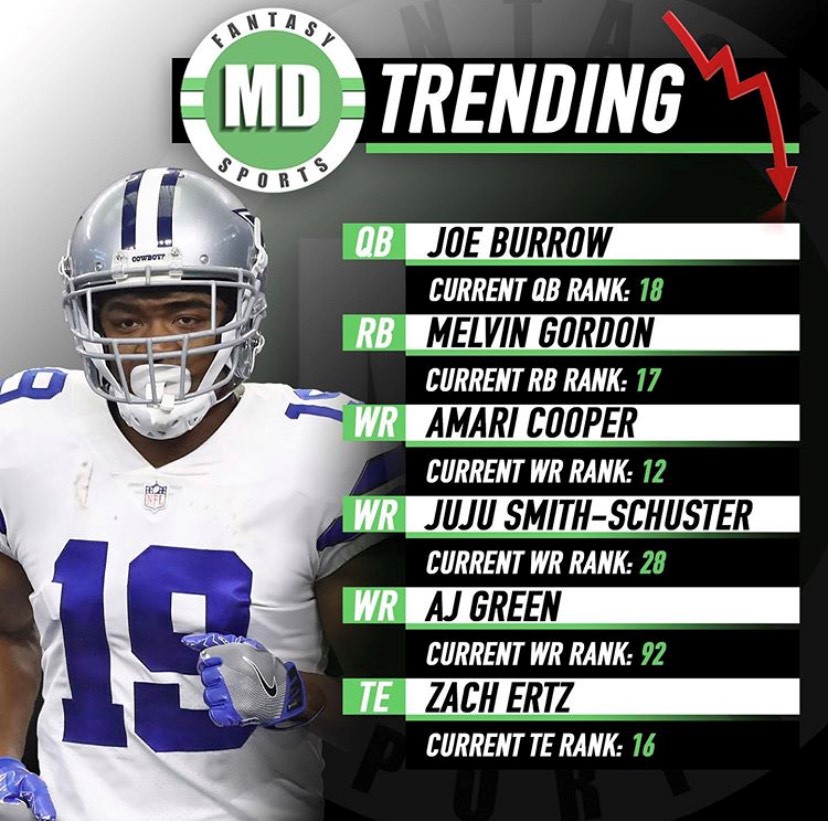 FANTASY
MD
SPORTS
TRENDING
QB JOE BURROW
CURRENT QB RANK: 18
RB MELVIN GORDON
CURRENT RB RANK: 17
WR AMARI COOPER
CURRENT WR RANK: 12
WR JUJU SMITH-SCHUSTER
CURRENT WR RANK: 28
WR AJ GREEN
CURRENT WR RANK: 92
TE ZACH ERTZ
CURRENT TE RANK: 16
COWBOYS
NFL
19